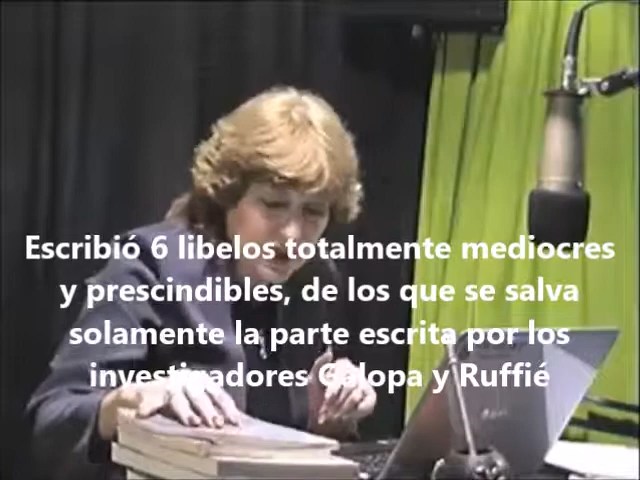 Escribió 6 libelos totalmente mediocres
y prescindibles, de los que se salva
solamente la parte escrita por los
investigadores Galopa y Ruffié